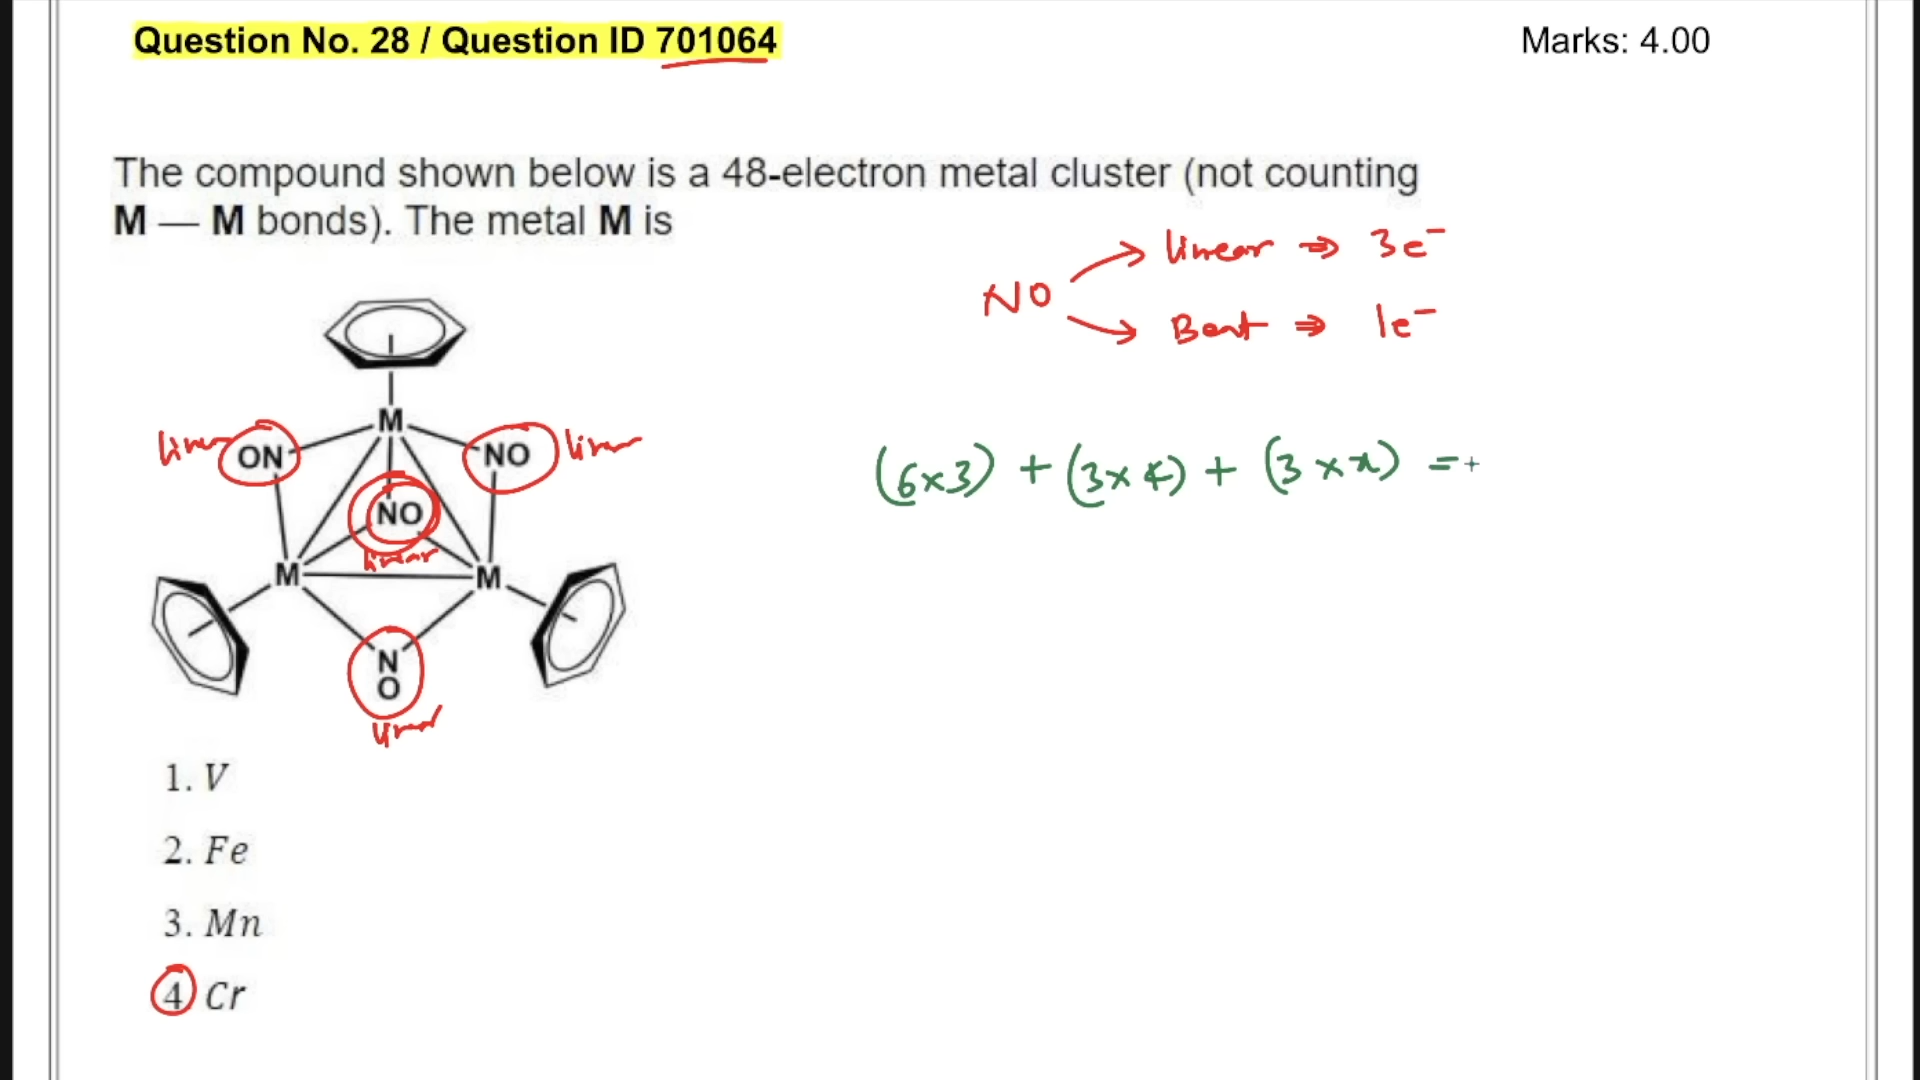 Question No. 28 / Question ID 701064
Marks: 4.00
The compound shown below is a 48-electron metal cluster (not counting
M — M bonds). The metal M is
linear ⇒ 3e⁻
NO
Bent ⇒ 1e⁻
M
ON
NO
NO
linear
M
M
N
O
(6×3) + (3×4) + (3×x) =
1. V
2. Fe
3. Mn
4 Cr